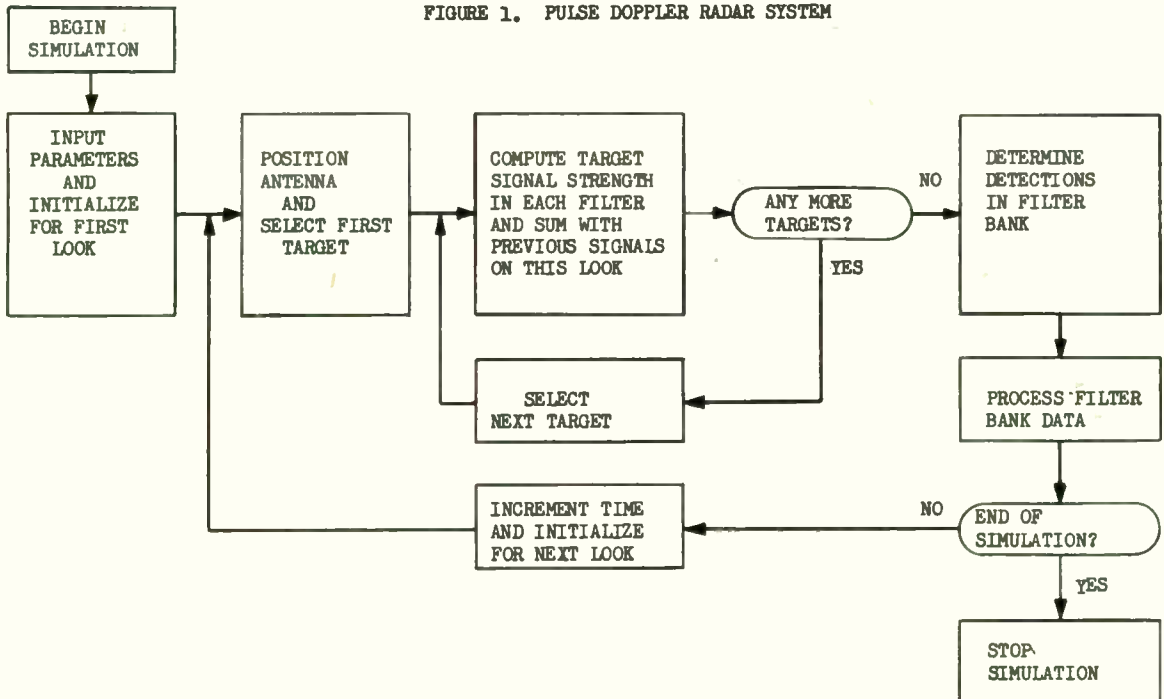 FIGURE 1. PULSE DOPPLER RADAR SYSTEM
BEGIN
SIMULATION
INPUT
PARAMETERS
AND
INITIALIZE
FOR FIRST
LOOK
POSITION
ANTENNA
AND
SELECT FIRST
TARGET
COMPUTE TARGET
SIGNAL STRENGTH
IN EACH FILTER
AND SUM WITH
PREVIOUS SIGNALS
ON THIS LOOK
ANY MORE
TARGETS?
NO
YES
DETERMINE
DETECTIONS
IN FILTER
BANK
SELECT
NEXT TARGET
PROCESS FILTER
BANK DATA
INCREMENT TIME
AND INITIALIZE
FOR NEXT LOOK
NO
END OF
SIMULATION?
YES
STOP
SIMULATION